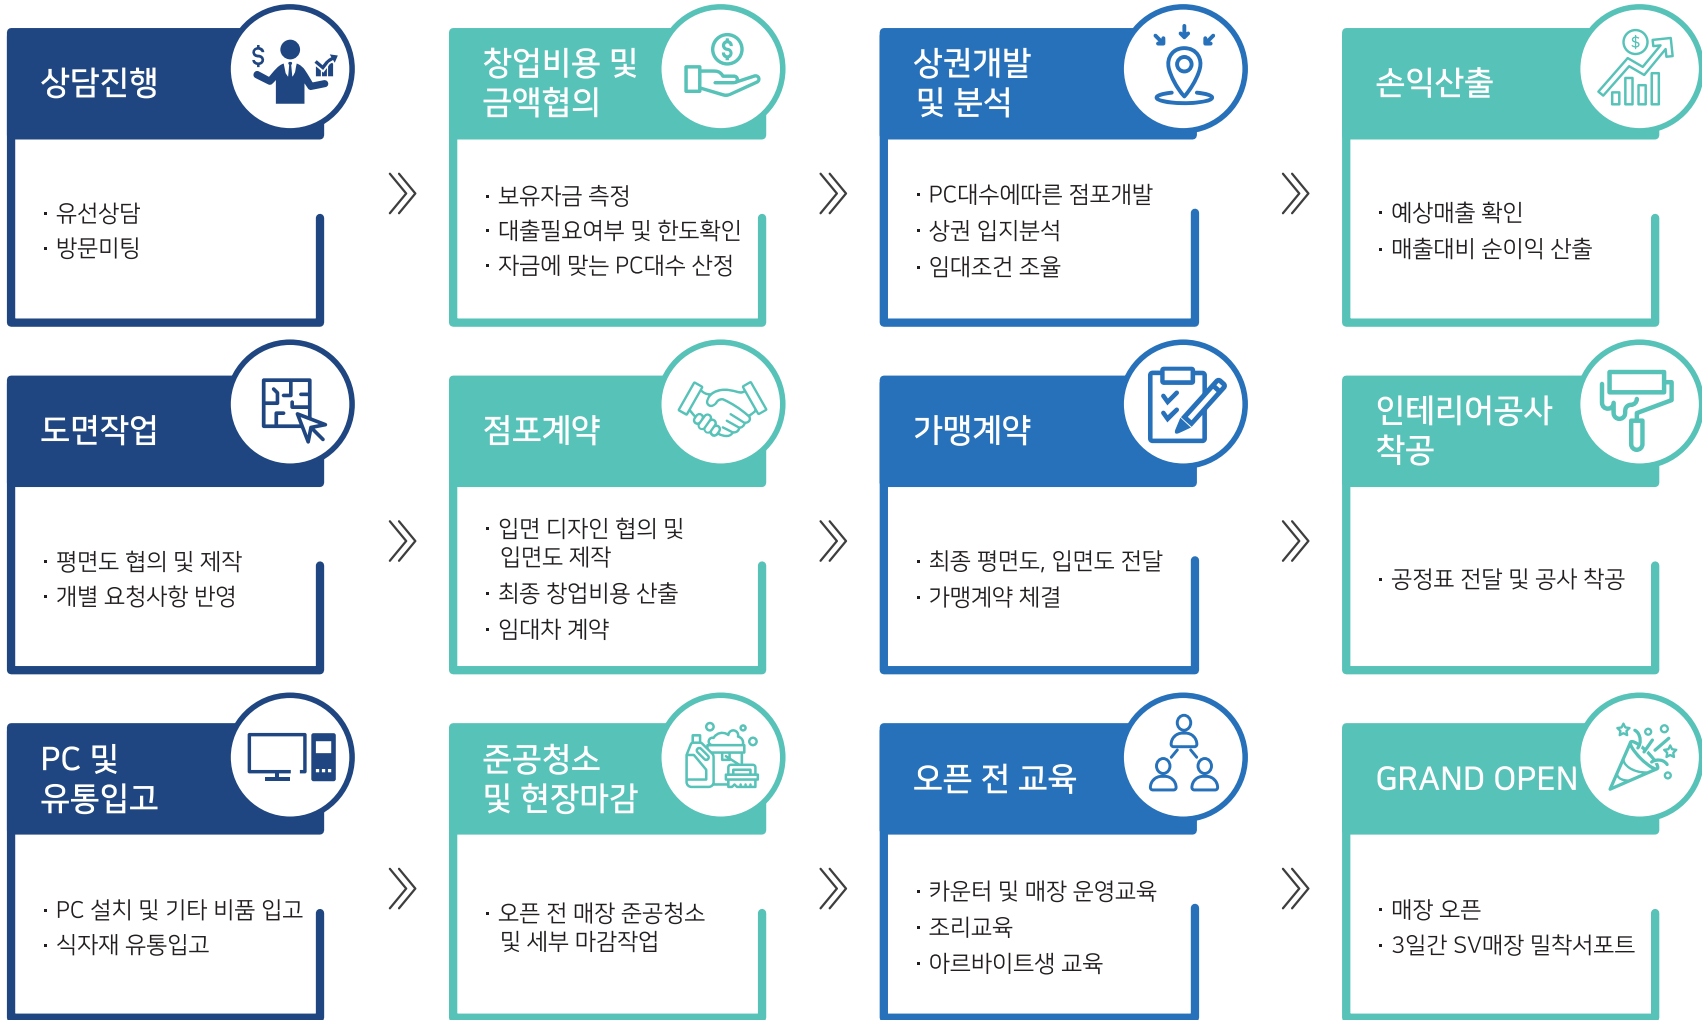 상담진행
· 유선상담
· 방문미팅
창업비용 및
금액협의
· 보유자금 측정
· 대출필요여부 및 한도확인
· 자금에 맞는 PC대수 산정
상권개발
및 분석
· PC대수에따른 점포개발
· 상권 입지분석
· 임대조건 조율
손익산출
· 예상매출 확인
· 매출대비 순이익 산출
도면작업
· 평면도 협의 및 제작
· 개별 요청사항 반영
점포계약
· 입면 디자인 협의 및
입면도 제작
· 최종 창업비용 산출
· 임대차 계약
가맹계약
· 최종 평면도, 입면도 전달
· 가맹계약 체결
인테리어공사
착공
· 공정표 전달 및 공사 착공
PC 및
유통입고
· PC 설치 및 기타 비품 입고
· 식자재 유통입고
준공청소
및 현장마감
· 오픈 전 매장 준공청소
및 세부 마감작업
오픈 전 교육
· 카운터 및 매장 운영교육
· 조리교육
· 아르바이트생 교육
GRAND OPEN
· 매장 오픈
· 3일간 SV매장 밀착서포트